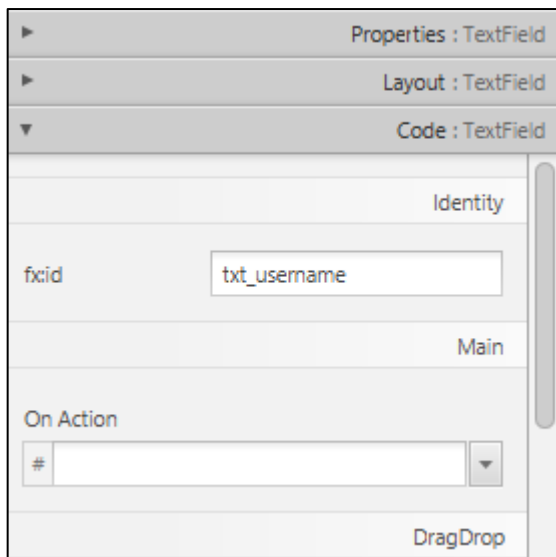 Properties : TextField
Layout : TextField
Code : TextField
Identity
fx:id txt_username
Main
On Action
#
DragDrop